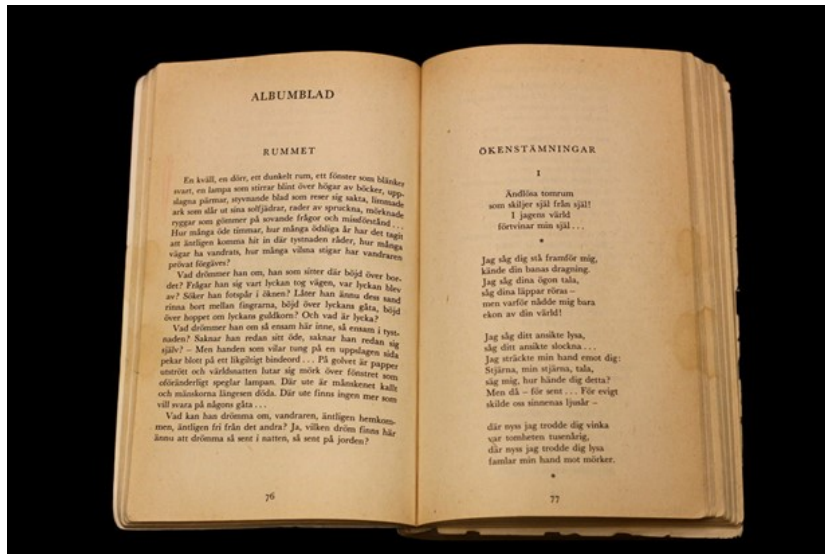 ALBUMBLAD
RUMMET
En kväll, en dörr, ett dunkelt rum, ett fönster som blänker
svart, en lampa som stirrar blint över högar av böcker, upp-
slagna pärmar, styvnande blad som reser sig sakta, limmade
ark som slår ut sina solfjädrar, rader av spruckna, mörknade
ryggar som gömmer på sovande frågor och missförstånd...
Hur många öde timmar, hur många ödsliga år har det tagit
att äntligen komma hit in där tystnaden råder, hur många
vägar ha vandrats, hur många vilsna stigar har vandraren
prövat förgäves?
Vad drömmer han om, han som sitter där böjd över bor-
det? Frågar han sig vart lyckan tog vägen, var lyckan blev
av? Söker han fotspår i öknen? Låter han ännu dess sand
rinna bort mellan fingrarna, böjd över lyckans gåta, böjd
över hoppet om lyckans guldkorn? Och vad är lycka?
Vad drömmer han om så ensam här inne, så ensam i tyst-
naden? Saknar han redan sitt öde, saknar han redan sig
själv? – Men handen som vilar tung på en uppslagen sida
pekar blott på ett likgiltigt bindeord... På golvet är papper
utstrött och världsnatten lutar sig mörk över fönstret som
oföränderligt speglar lampan. Där ute är månskenet kallt
och mänskorna längesen döda. Där ute finns ingen mer som
vill svara på någons gåta...
Vad kan han drömma om, vandraren, äntligen hemkom-
men, äntligen fri från det andra? Ja, vilken dröm finns här
ännu att drömma så sent i natten, så sent på jorden?
76
ÖKENSTÄMNINGAR
I
Ändlösa tomrum
som skiljer själ från själ!
I jagens värld
förtvinar min själ...
*
Jag såg dig stå framför mig,
kände din banas dragning.
Jag såg dina ögon tala,
såg dina läppar röras –
men varför nådde mig bara
ekon av din värld!
Jag såg ditt ansikte lysa,
såg ditt ansikte slockna...
Jag sträckte min hand emot dig:
Stjärna, min stjärna, tala,
säg mig, hur hände dig detta?
Men då – för sent... För evigt
skilde oss sinnenas ljusår –
där nyss jag trodde dig vinka
var tomheten tusenårig,
där nyss jag trodde dig lysa
famlar min hand mot mörker.
*
77